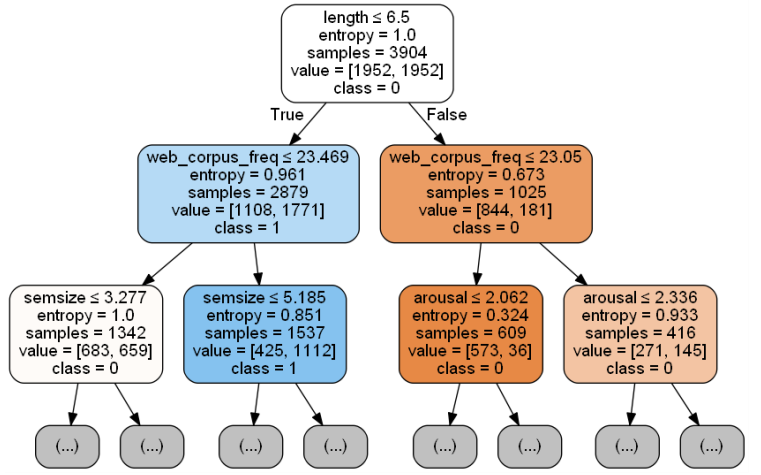 length ≤ 6.5
entropy = 1.0
samples = 3904
value = [1952, 1952]
class = 0
True
False
web_corpus_freq ≤ 23.469
entropy = 0.961
samples = 2879
value = [1108, 1771]
class = 1
web_corpus_freq ≤ 23.05
entropy = 0.673
samples = 1025
value = [844, 181]
class = 0
semsize ≤ 3.277
entropy = 1.0
samples = 1342
value = [683, 659]
class = 0
semsize ≤ 5.185
entropy = 0.851
samples = 1537
value = [425, 1112]
class = 1
arousal ≤ 2.062
entropy = 0.324
samples = 609
value = [573, 36]
class = 0
arousal ≤ 2.336
entropy = 0.933
samples = 416
value = [271, 145]
class = 0
(...)
(...)
(...)
(...)
(...)
(...)
(...)
(...)